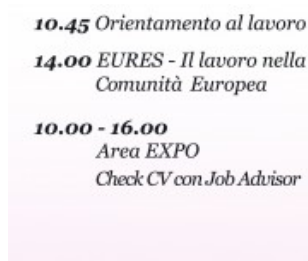 10.45 Orientamento al lavoro
14.00 EURES - Il lavoro nella
Comunità Europea
10.00 - 16.00
Area EXPO
Check CV con Job Advisor